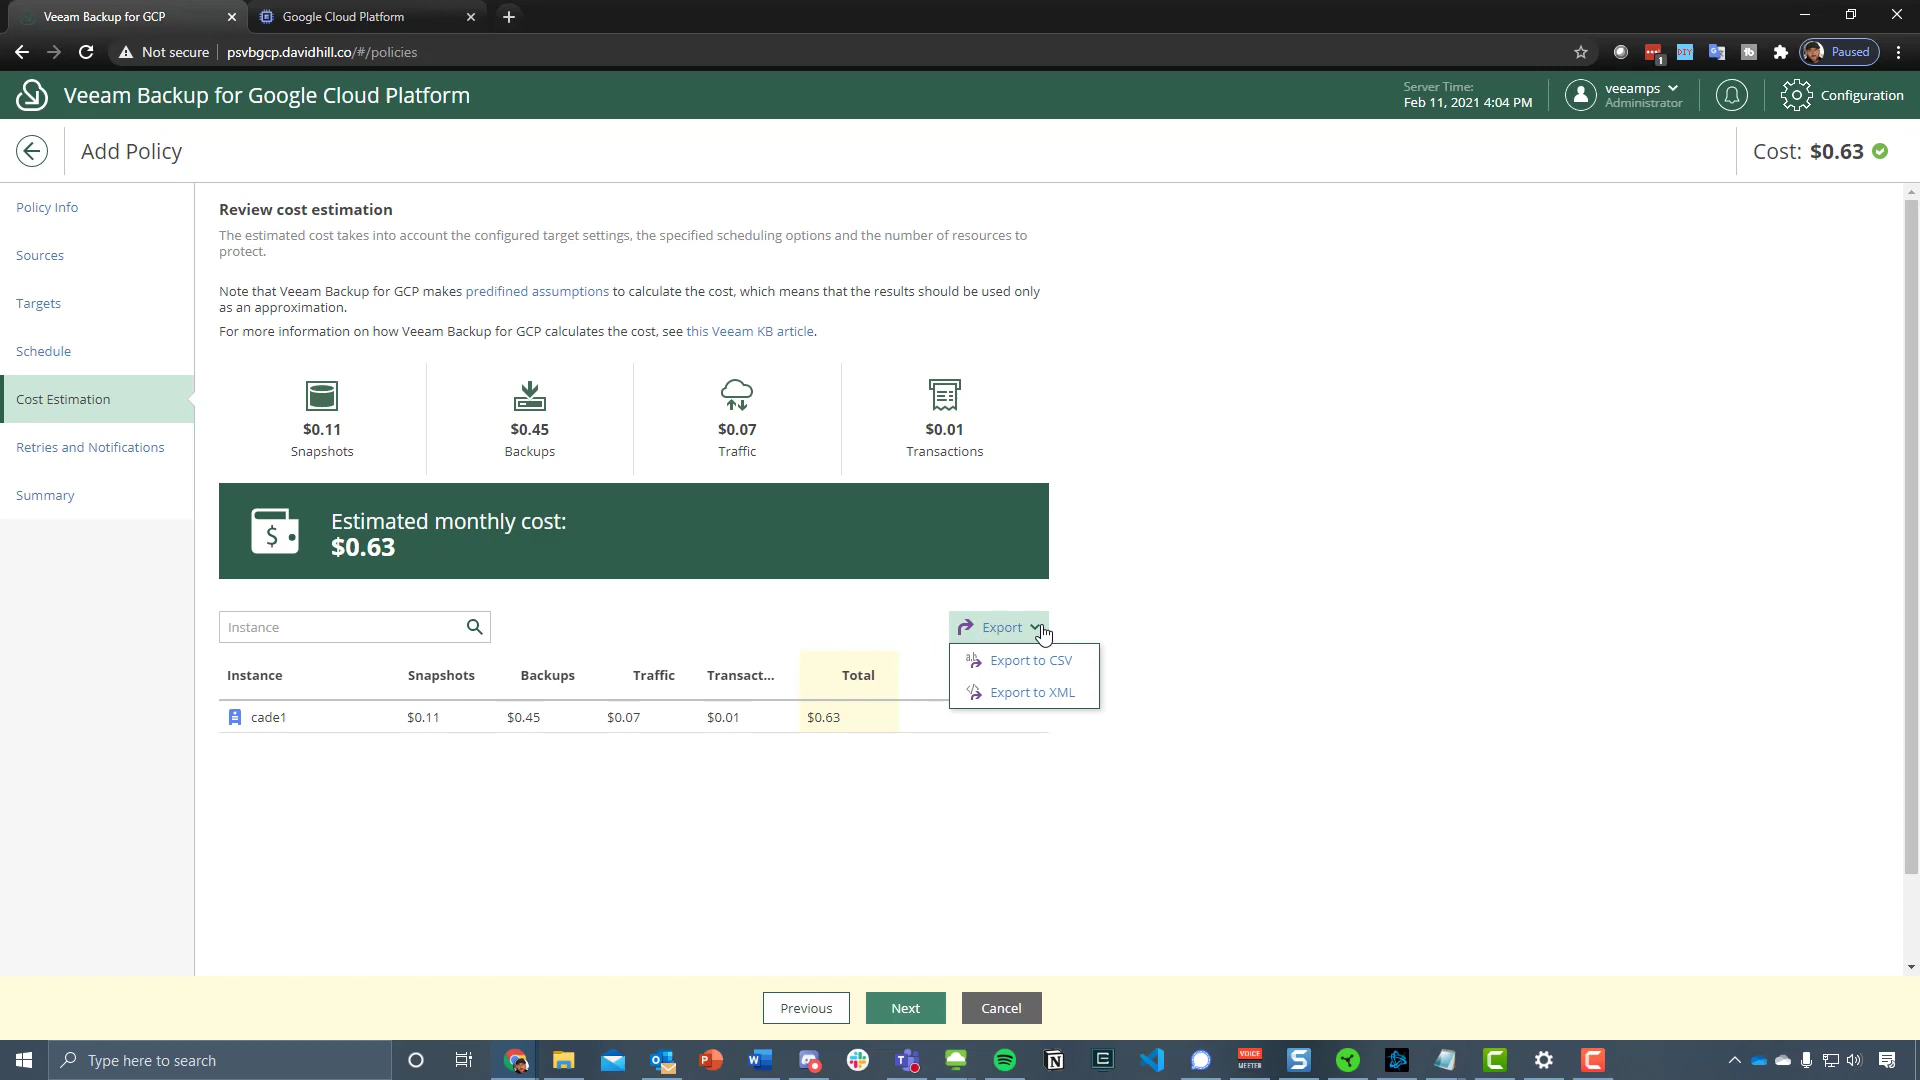 Veeam Backup for GCP
Google Cloud Platform
Not secure
psvbgcp.davidhill.co/#/policies
1
DIY
Paused
Veeam Backup for Google Cloud Platform
Server Time:
Feb 11, 2021 4:04 PM
veeamps
Administrator
Configuration
Add Policy
Cost: $0.63
Policy Info
Sources
Targets
Schedule
Cost Estimation
Retries and Notifications
Summary
Review cost estimation
The estimated cost takes into account the configured target settings, the specified scheduling options and the number of resources to
protect.
Note that Veeam Backup for GCP makes predifined assumptions to calculate the cost, which means that the results should be used only
as an approximation.
For more information on how Veeam Backup for GCP calculates the cost, see this Veeam KB article.
$0.11
Snapshots
$0.45
Backups
$0.07
Traffic
$0.01
Transactions
Estimated monthly cost:
$0.63
Instance
Export
Export to CSV
Export to XML
Instance Snapshots Backups Traffic Transact... Total
cade1 $0.11 $0.45 $0.07 $0.01 $0.63
Previous
Next
Cancel
Type here to search
VOICE
MEETER